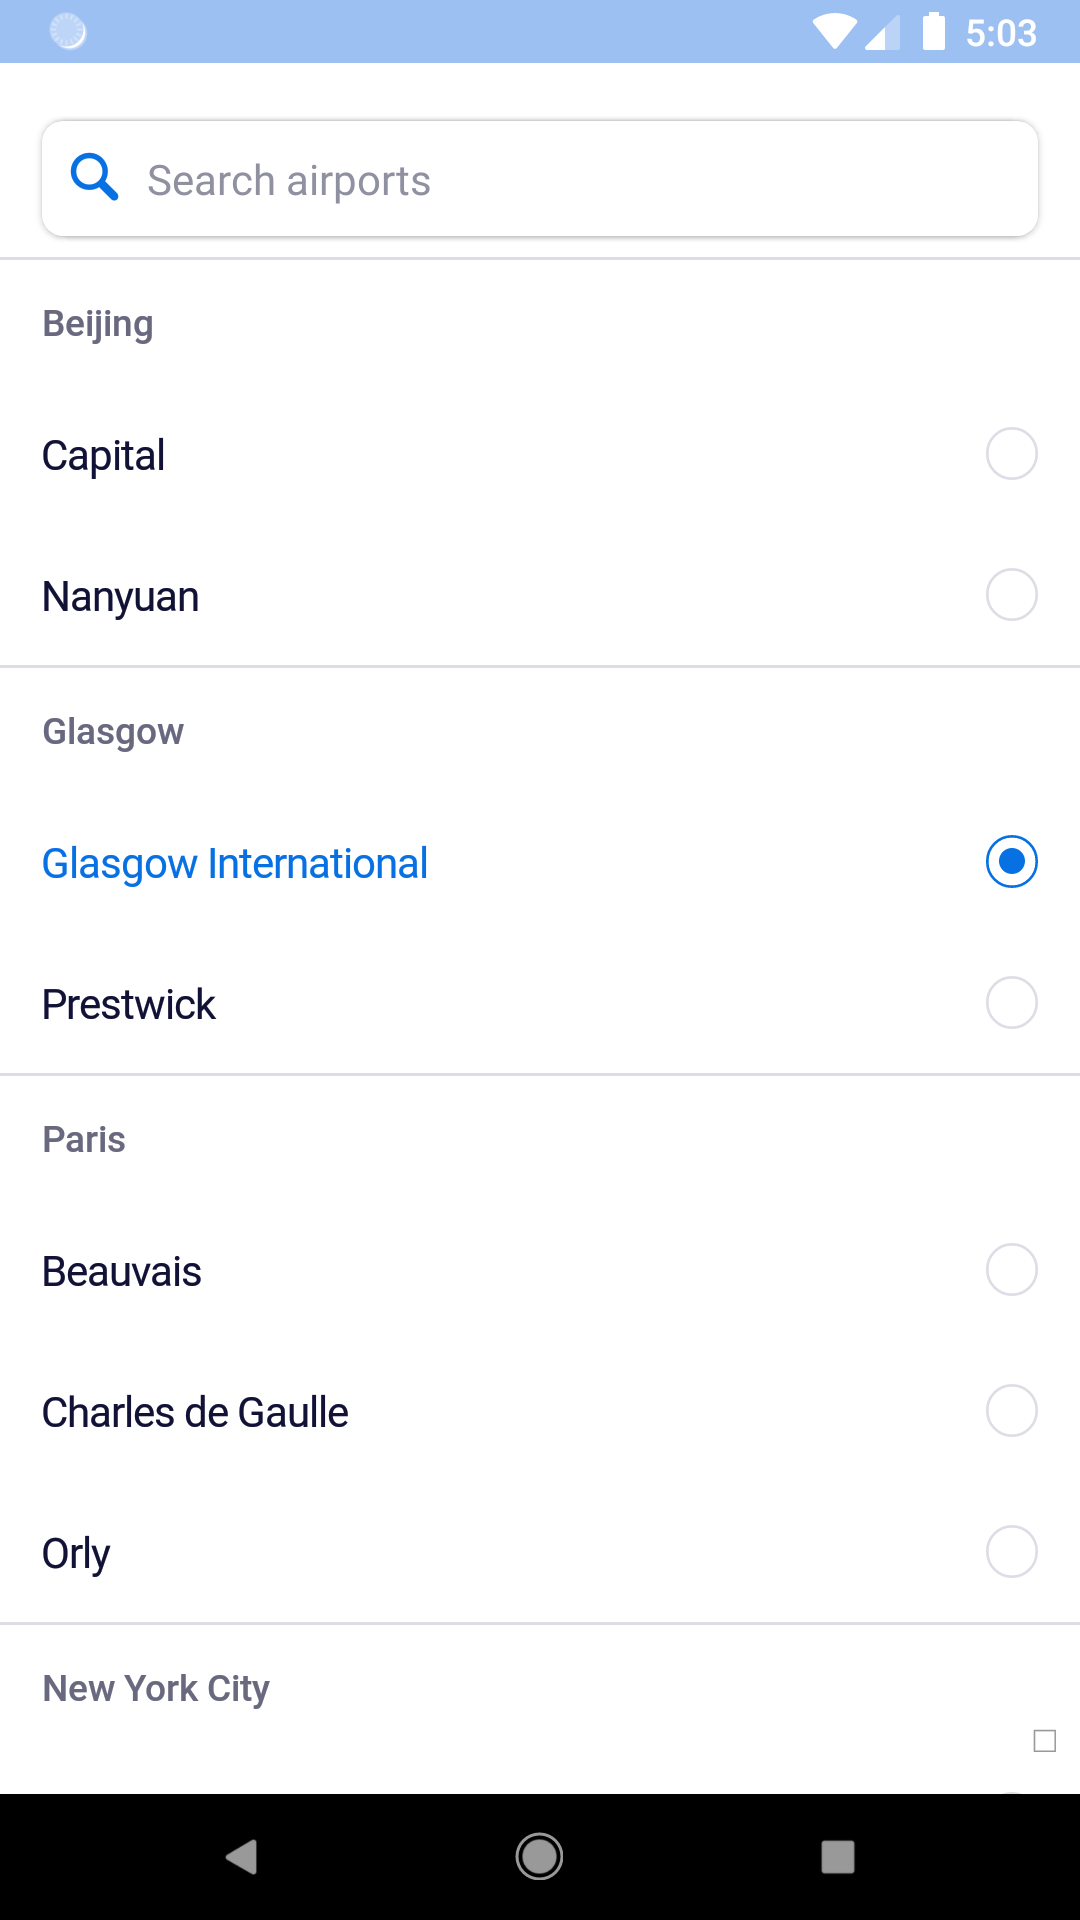 5:03
Search airports
Beijing
Capital
Nanyuan
Glasgow
Glasgow International
Prestwick
Paris
Beauvais
Charles de Gaulle
Orly
New York City